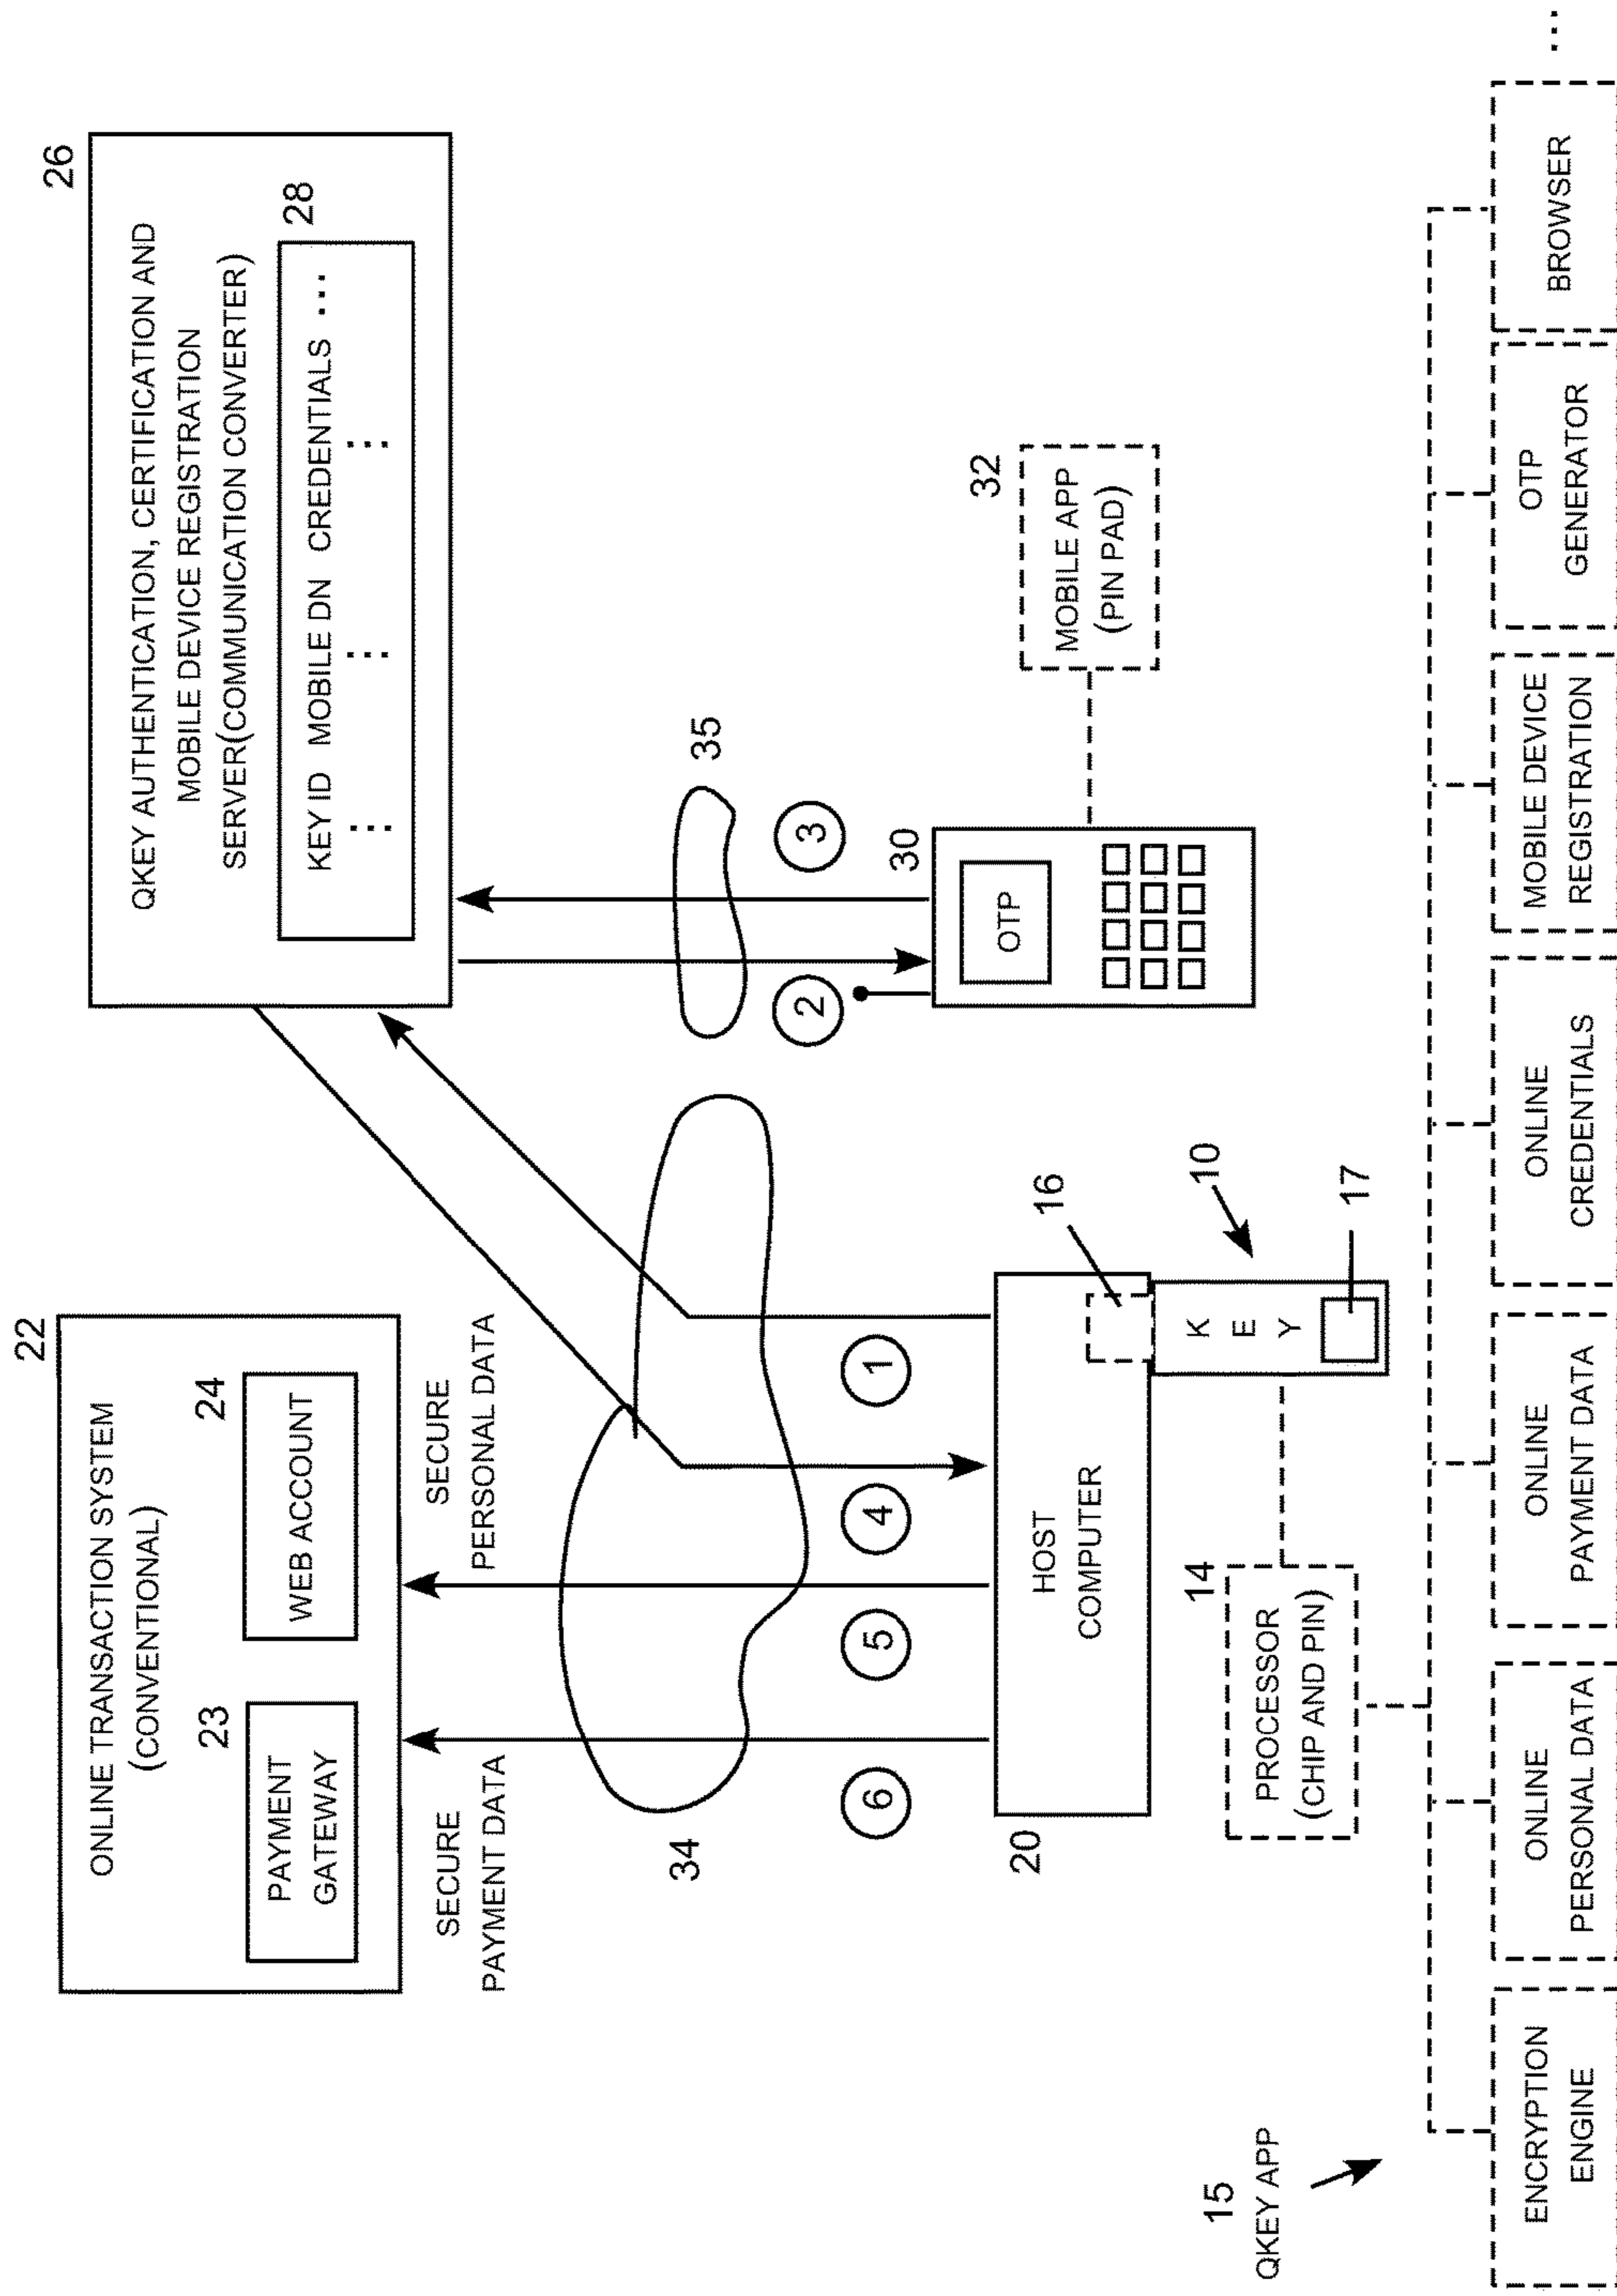 22
ONLINE TRANSACTION SYSTEM
(CONVENTIONAL)
23
PAYMENT
GATEWAY
24
WEB ACCOUNT
26
QKEY AUTHENTICATION, CERTIFICATION AND
MOBILE DEVICE REGISTRATION
SERVER(COMMUNICATION CONVERTER)
28
KEY ID MOBILE DN CREDENTIALS ...
... ... ...
SECURE
PAYMENT DATA
SECURE
PERSONAL DATA
34
35
6
5
4
1
2
3
20
HOST
COMPUTER
16
30
OTP
32
MOBILE APP
(PIN PAD)
14
PROCESSOR
(CHIP AND PIN)
K
E
Y
10
17
15
QKEY APP
ENCRYPTION
ENGINE
ONLINE
PERSONAL DATA
ONLINE
PAYMENT DATA
ONLINE
CREDENTIALS
MOBILE DEVICE
REGISTRATION
OTP
GENERATOR
BROWSER
...